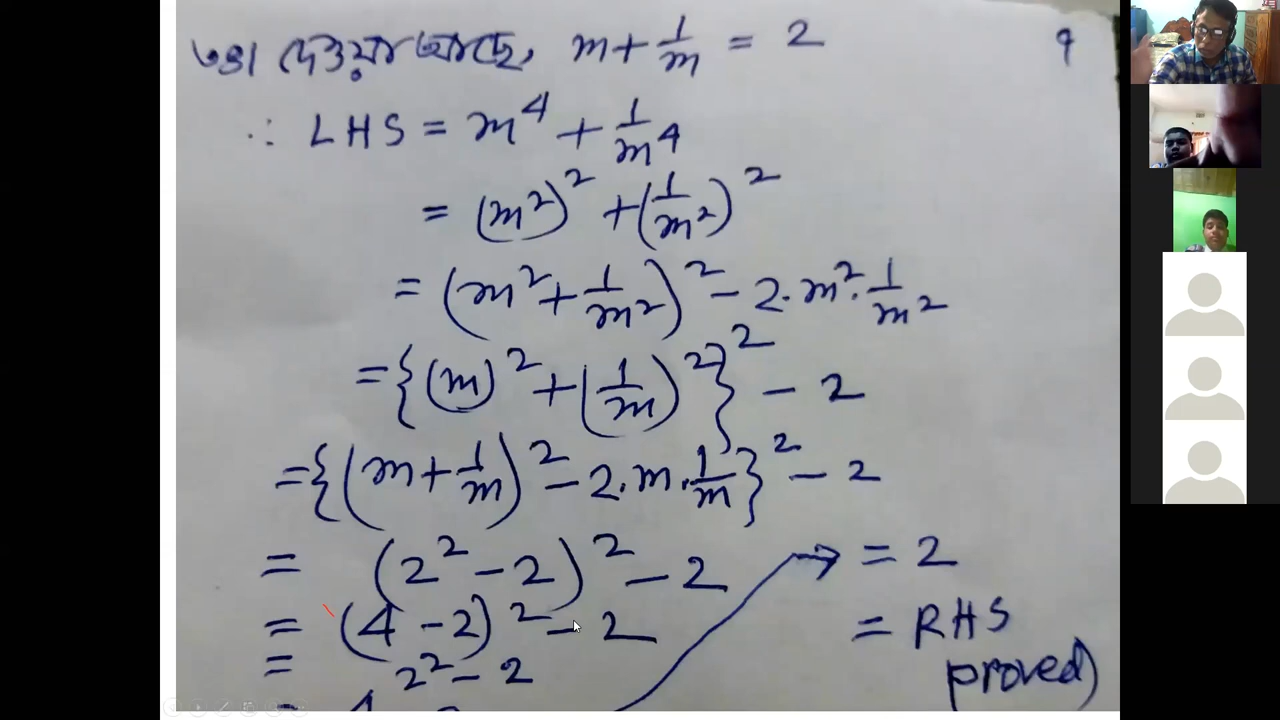 ৩। দেওয়া আছে, m + 1/m = 2
৭
∴ LHS = m⁴ + 1/m⁴
= (m²)² + (1/m²)²
= (m² + 1/m²)² − 2·m²·1/m²
= {(m)² + (1/m)²}² − 2
= {(m + 1/m)² − 2·m·1/m}² − 2
= (2² − 2)² − 2
= (4 − 2)² − 2
= 2² − 2
→ = 2
= RHS
proved)